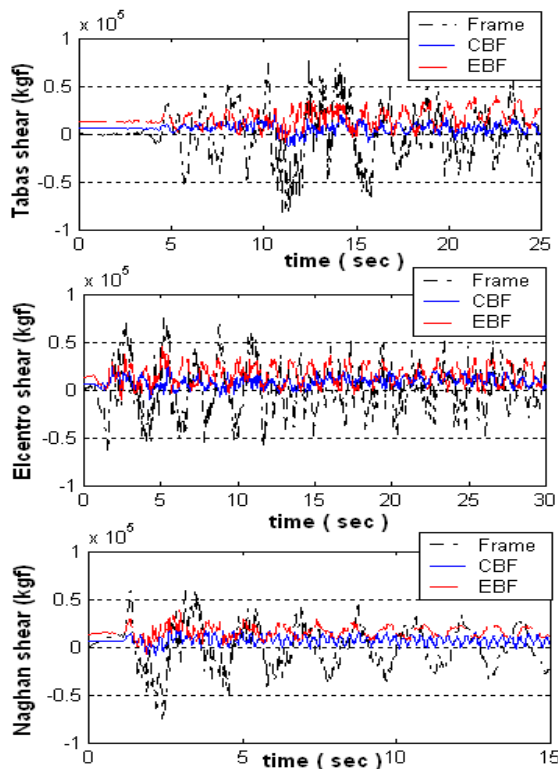 x 10^5
1
0.5
0
-0.5
-1
Tabas shear (kgf)
Frame
CBF
EBF
0 5 10 15 20 25
time ( sec )
x 10^5
1
0.5
0
-0.5
-1
Elcentro shear (kgf)
Frame
CBF
EBF
0 5 10 15 20 25 30
time ( sec )
x 10^5
1
0.5
0
-0.5
-1
Naghan shear (kgf)
Frame
CBF
EBF
0 5 10 15
time ( sec )